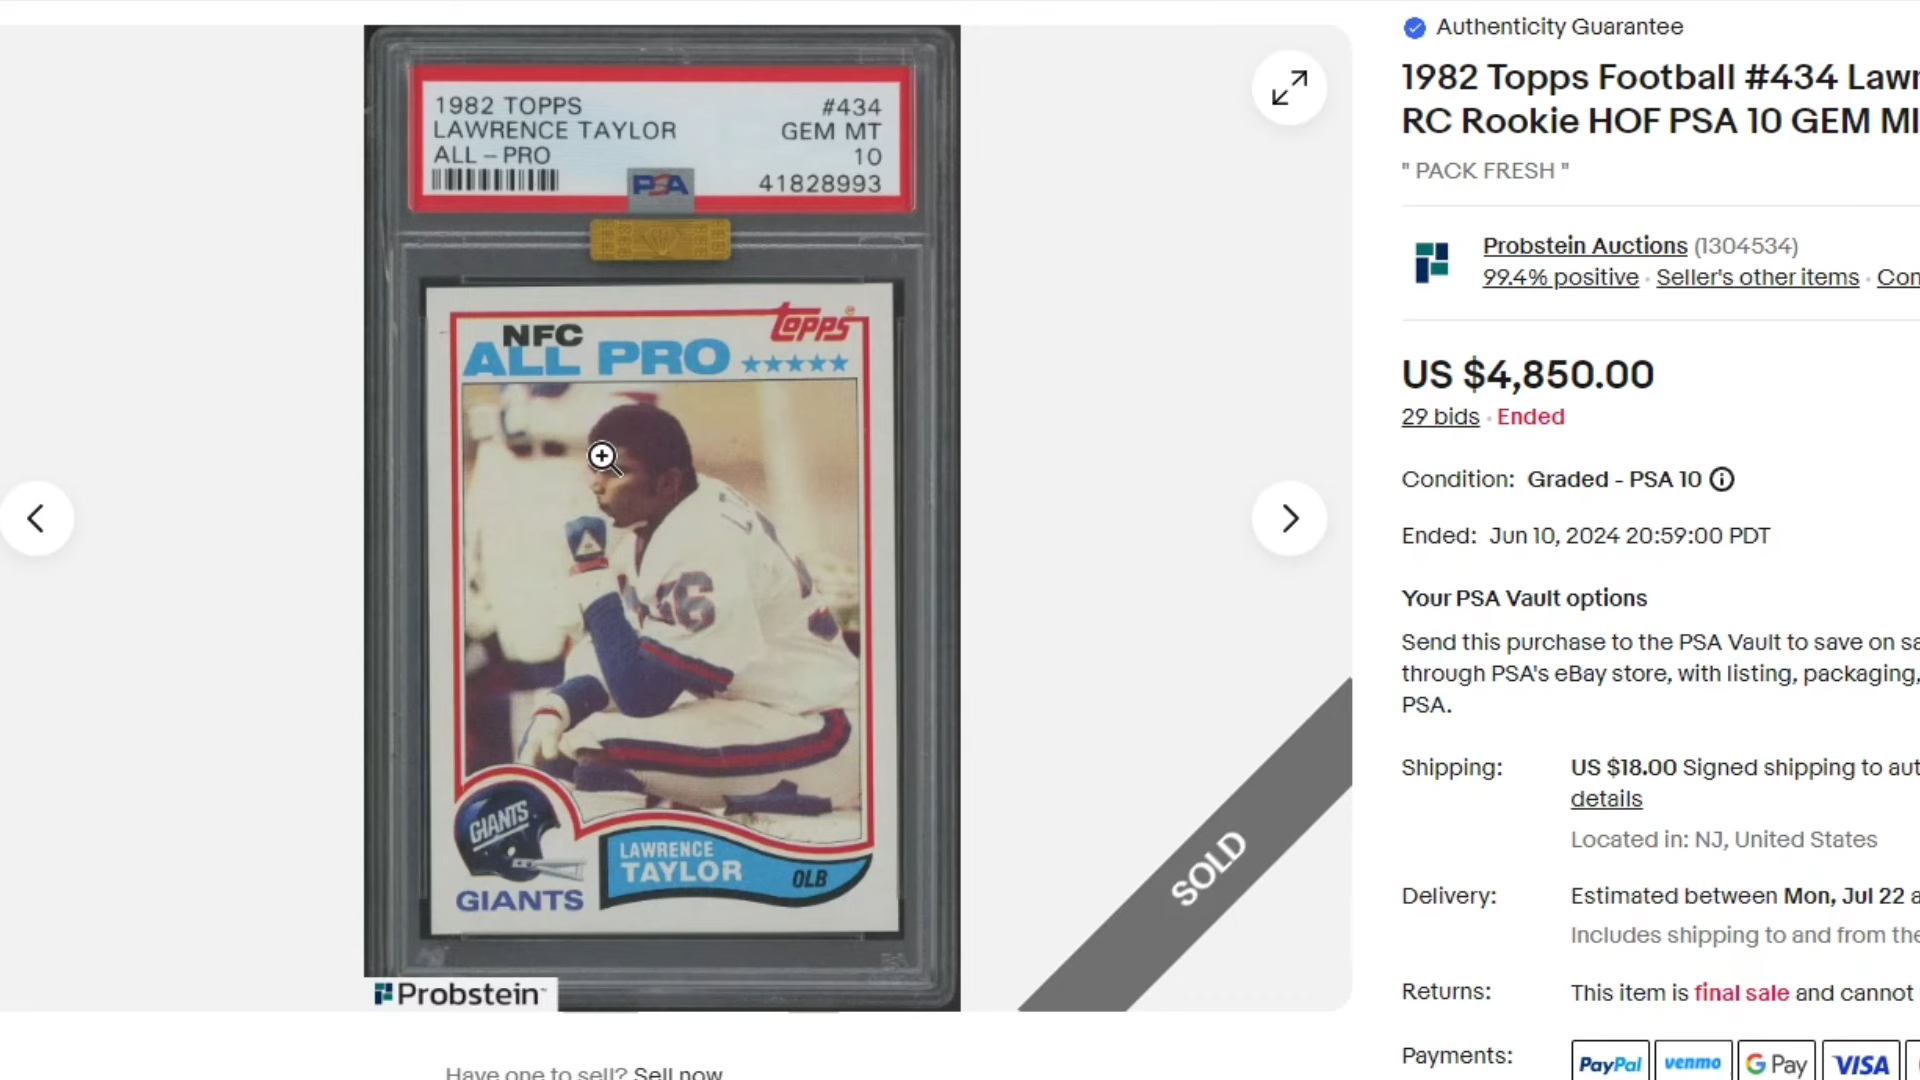 1982 TOPPS #434
LAWRENCE TAYLOR GEM MT
ALL - PRO 10
PSA 41828993
topps
NFC
ALL PRO
56
GIANTS
LAWRENCE
TAYLOR OLB
GIANTS
Probstein
SOLD
Have one to sell? Sell now
Authenticity Guarantee
1982 Topps Football #434 Lawr
RC Rookie HOF PSA 10 GEM MI
" PACK FRESH "
Probstein Auctions (1304534)
99.4% positive · Seller's other items · Con
US $4,850.00
29 bids · Ended
Condition: Graded - PSA 10
Ended: Jun 10, 2024 20:59:00 PDT
Your PSA Vault options
Send this purchase to the PSA Vault to save on sa
through PSA's eBay store, with listing, packaging,
PSA.
Shipping: US $18.00 Signed shipping to aut
details
Located in: NJ, United States
Delivery: Estimated between Mon, Jul 22 a
Includes shipping to and from the
Returns: This item is final sale and cannot
Payments: PayPal venmo G Pay VISA